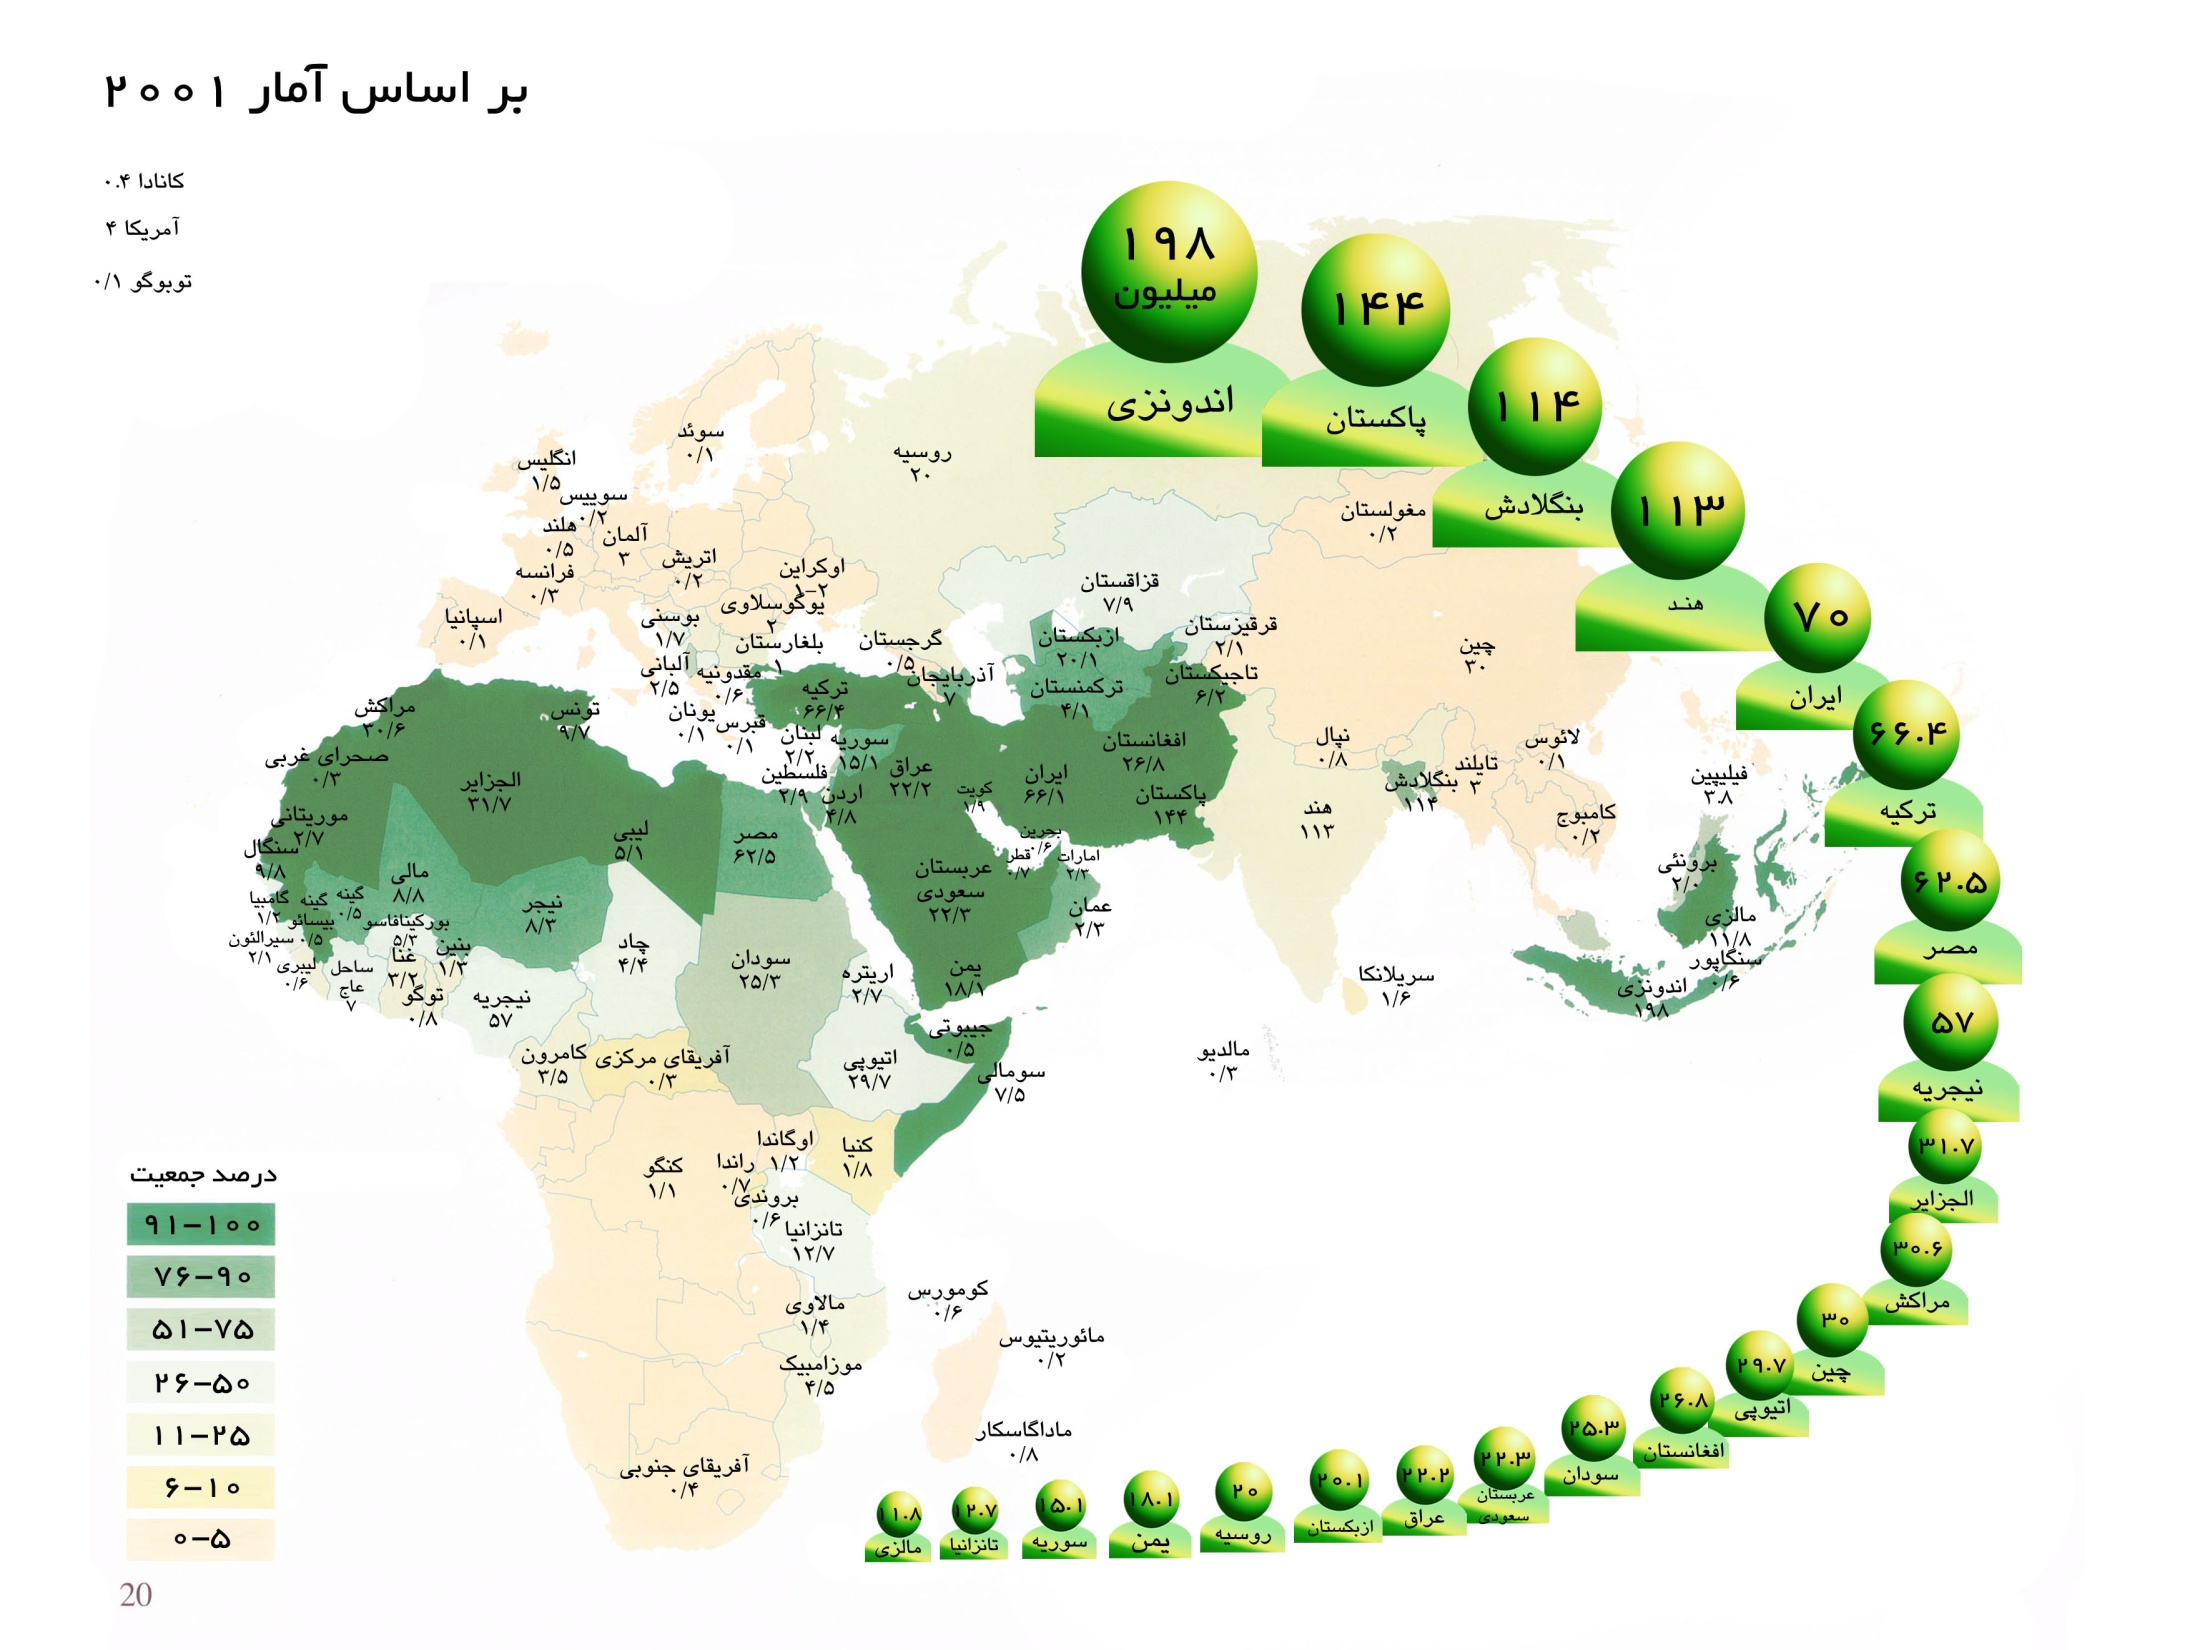 بر اساس آمار ۲۰۰۱
کانادا ۰.۴
آمریکا ۴
توبوگو ۰/۱
۱۹۸
میلیون
اندونزی
۱۴۴
پاکستان
۱۱۴
بنگلادش
۱۱۳
هند
۷۰
ایران
۶۶.۴
ترکیه
۶۲.۵
مصر
۵۷
نیجریه
۳۱.۷
الجزایر
۳۰.۶
مراکش
۳۰
چین
۲۹.۷
اتیوپی
۲۶.۸
افغانستان
۲۵.۳
سودان
۲۲.۳
عربستان
سعودی
۲۲.۲
عراق
۲۰.۱
ازبکستان
۲۰
روسیه
۱۸.۱
یمن
۱۵.۱
سوریه
۱۲.۷
تانزانیا
۱۱.۸
مالزی
سوئد
۰/۱
روسیه
۲۰
انگلیس
۱/۵
سوییس
۰/۲
هلند
۰/۵
آلمان
۳
فرانسه
۰/۳
اتریش
۰/۲
اوکراین
۱-۲
اسپانیا
۰/۱
بوسنی
۱/۷
یوگوسلاوی
۲
بلغارستان
۱
آلبانی
۲/۵
مقدونیه
۰/۶
یونان
۰/۱
قبرس
۰/۱
گرجستان
۰/۵
آذربایجان
۷
ترکیه
۶۶/۴
مغولستان
۰/۲
قزاقستان
۷/۹
قرقیزستان
۲/۱
ازبکستان
۲۰/۱
تاجیکستان
۶/۲
ترکمنستان
۴/۱
چین
۳۰
افغانستان
۲۶/۸
پاکستان
۱۴۴
ایران
۶۶/۱
نپال
۰/۸
هند
۱۱۳
بنگلادش
۱۱۴
تایلند
۳
لائوس
۰/۱
کامبوج
۰/۲
فیلیپین
۳.۸
برونئی
۲/۰
مالزی
۱۱/۸
سنگاپور
۰/۶
اندونزی
۱۹۸
سریلانکا
۱/۶
مالدیو
۰/۳
لبنان
۲/۲
سوریه
۱۵/۱
فلسطین
۲/۹
اردن
۴/۸
عراق
۲۲/۲
کویت
۱/۹
بحرین
۰/۶
قطر
۰/۷
امارات
۲/۳
عربستان
سعودی
۲۲/۳
عمان
۲/۳
یمن
۱۸/۱
مراکش
۳۰/۶
تونس
۹/۷
صحرای غربی
۰/۳
الجزایر
۳۱/۷
موریتانی
۲/۷
لیبی
۵/۱
مصر
۶۲/۵
سنگال
۹/۸
مالی
۸/۸
گامبیا
۱/۲
گینه
بیسائو
۰/۵
گینه
۰/۵
بورکینافاسو
۵/۳
نیجر
۸/۳
سیرالئون
۲/۱
لیبری
۰/۶
ساحل
عاج
۷
غنا
۳/۲
بنین
۱/۳
توگو
۰/۸
نیجریه
۵۷
چاد
۴/۴
سودان
۲۵/۳
اریتره
۲/۷
جیبوتی
۰/۵
اتیوپی
۲۹/۷
سومالی
۷/۵
کامرون
۳/۵
آفریقای مرکزی
۰/۳
اوگاندا
۱/۲
کنیا
۱/۸
کنگو
۱/۱
راندا
۰/۷
بروندی
۰/۶
تانزانیا
۱۲/۷
مالاوی
۱/۴
کومورس
۰/۶
موزامبیک
۴/۵
مائوریتیوس
۰/۲
ماداگاسکار
۰/۸
آفریقای جنوبی
۰/۴
درصد جمعیت
۹۱–۱۰۰
۷۶–۹۰
۵۱–۷۵
۲۶–۵۰
۱۱–۲۵
۶–۱۰
۰–۵
20